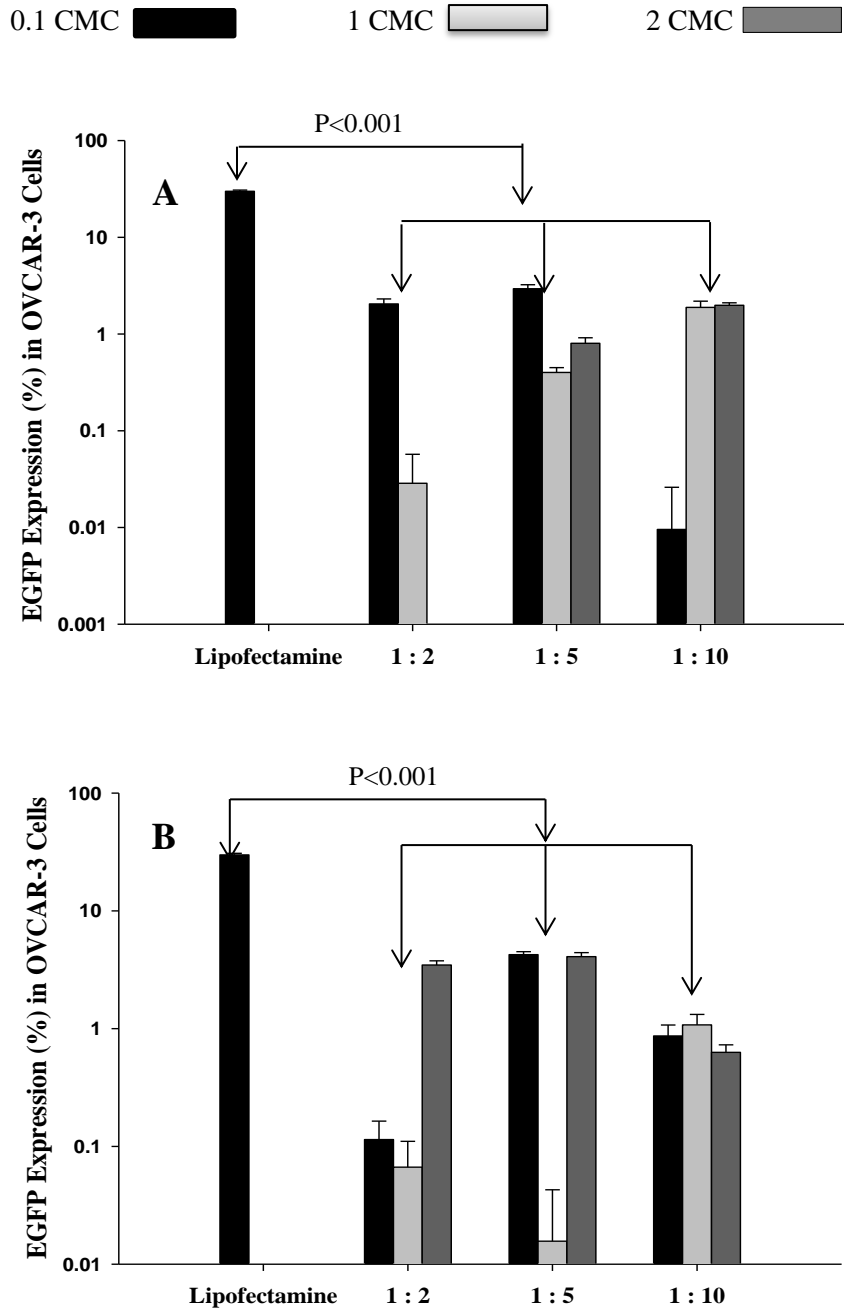 0.1 CMC 1 CMC 2 CMC
P<0.001
A
EGFP Expression (%) in OVCAR-3 Cells
100
10
1
0.1
0.01
0.001
Lipofectamine 1 : 2 1 : 5 1 : 10
P<0.001
B
EGFP Expression (%) in OVCAR-3 Cells
100
10
1
0.1
0.01
Lipofectamine 1 : 2 1 : 5 1 : 10